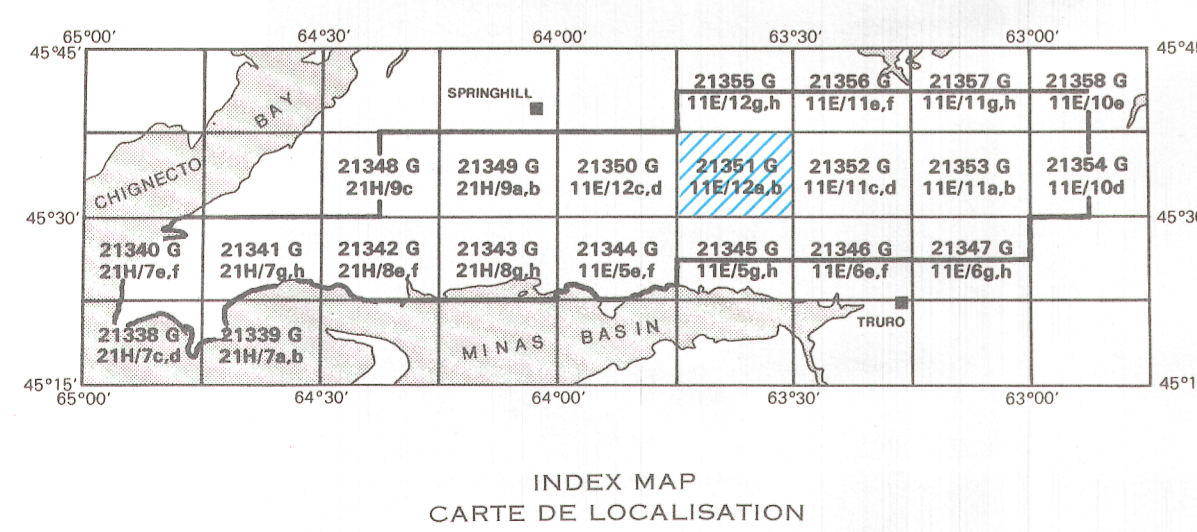 65°00' 64°30' 64°00' 63°30' 63°00'
45°45' 45°4
SPRINGHILL
BAY
CHIGNECTO
21355 G 21356 G 21357 G 21358 G
11E/12g,h 11E/11e,f 11E/11g,h 11E/10e
21348 G 21349 G 21350 G 21351 G 21352 G 21353 G 21354 G
21H/9c 21H/9a,b 11E/12c,d 11E/12a,b 11E/11c,d 11E/11a,b 11E/10d
45°30' 45°30
21340 G 21341 G 21342 G 21343 G 21344 G 21345 G 21346 G 21347 G
21H/7e,f 21H/7g,h 21H/8e,f 21H/8g,h 11E/5e,f 11E/5g,h 11E/6e,f 11E/6g,h
21338 G 21339 G
21H/7c,d 21H/7a,b
MINAS BASIN
TRURO
45°15' 45°1
65°00' 64°30' 64°00' 63°30' 63°00'
INDEX MAP
CARTE DE LOCALISATION